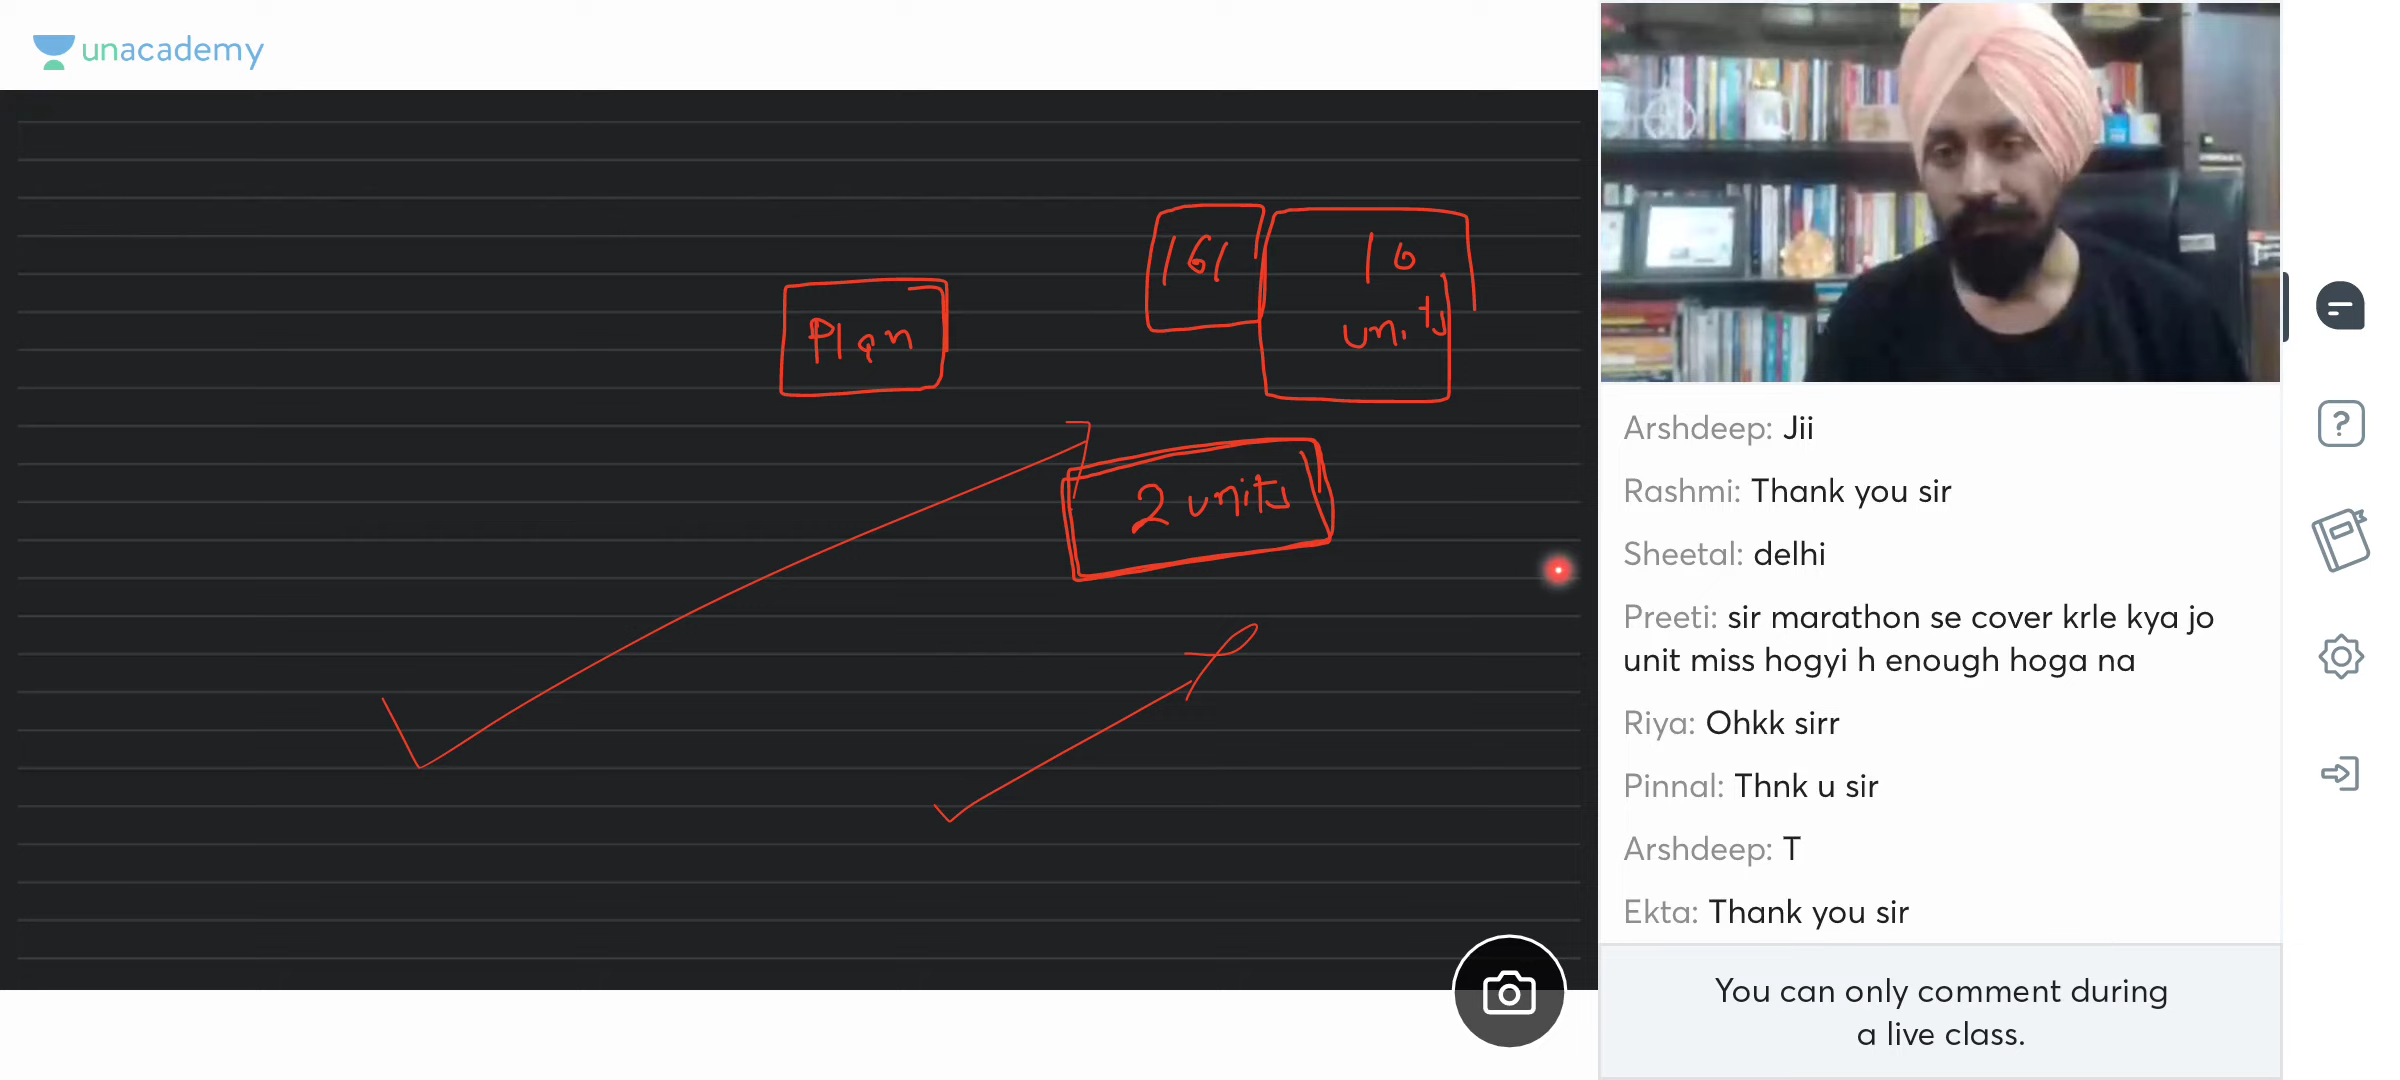 unacademy
161
10
units
Plan
2 units
Arshdeep: Jii
Rashmi: Thank you sir
Sheetal: delhi
Preeti: sir marathon se cover krle kya jo
unit miss hogyi h enough hoga na
Riya: Ohkk sirr
Pinnal: Thnk u sir
Arshdeep: T
Ekta: Thank you sir
You can only comment during
a live class.
?